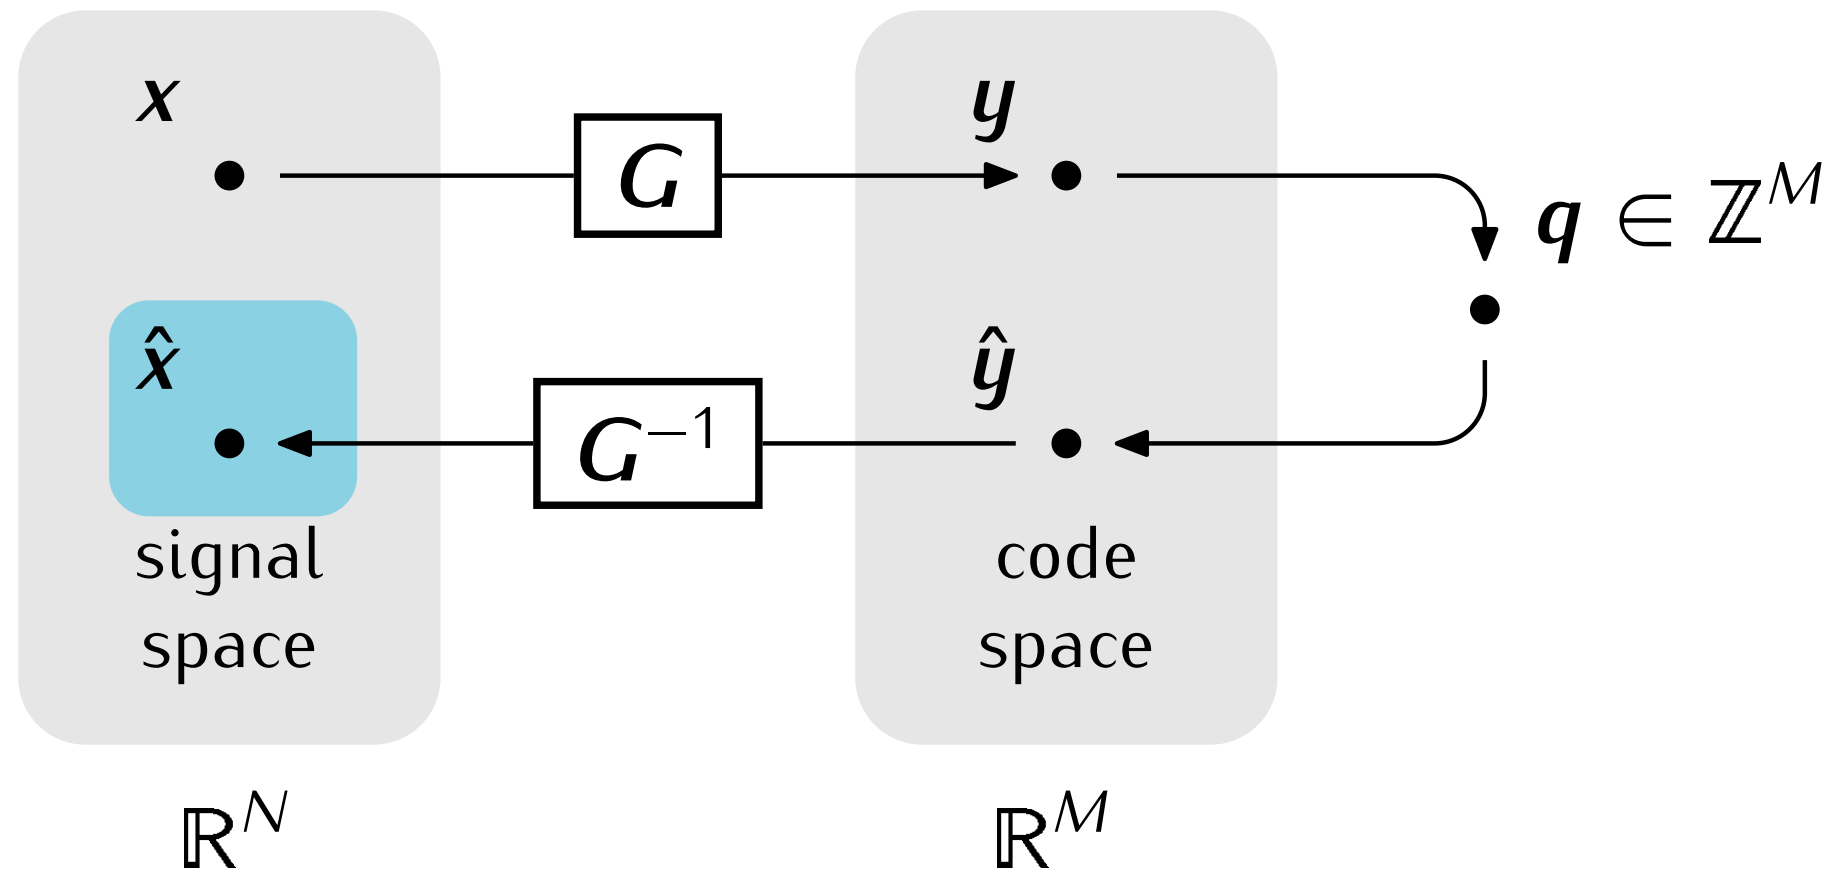 x
G
y
q ∈ ℤ^M
x̂
G⁻¹
ŷ
signal
space
code
space
ℝ^N
ℝ^M